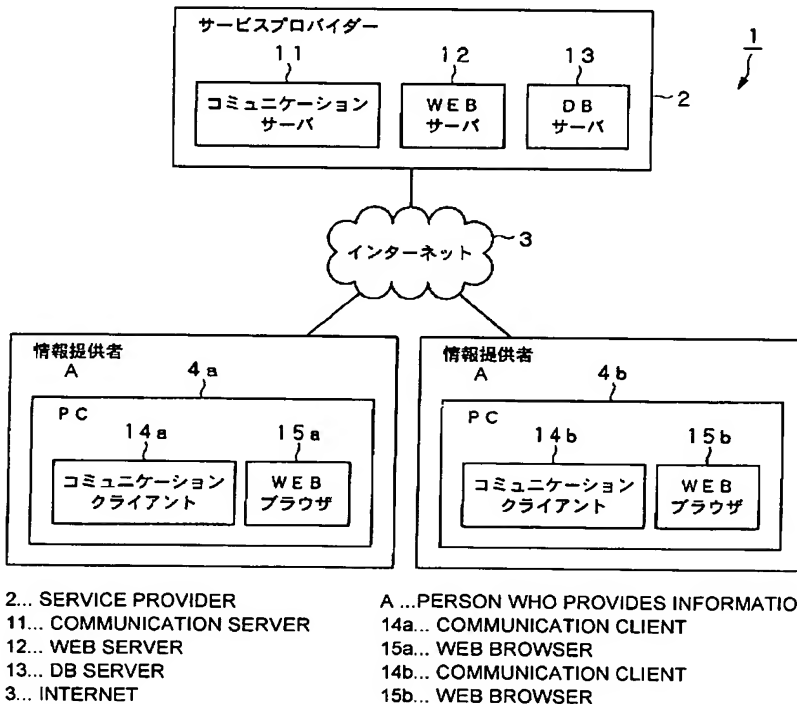 サービスプロバイダー
1
11
12
13
コミュニケーション
サーバ
WEB
サーバ
DB
サーバ
2
インターネット
3
情報提供者
A
4a
PC
14a
15a
コミュニケーション
クライアント
WEB
ブラウザ
情報提供者
A
4b
PC
14b
15b
コミュニケーション
クライアント
WEB
ブラウザ
2... SERVICE PROVIDER
11... COMMUNICATION SERVER
12... WEB SERVER
13... DB SERVER
3... INTERNET
A ...PERSON WHO PROVIDES INFORMATIO
14a... COMMUNICATION CLIENT
15a... WEB BROWSER
14b... COMMUNICATION CLIENT
15b... WEB BROWSER